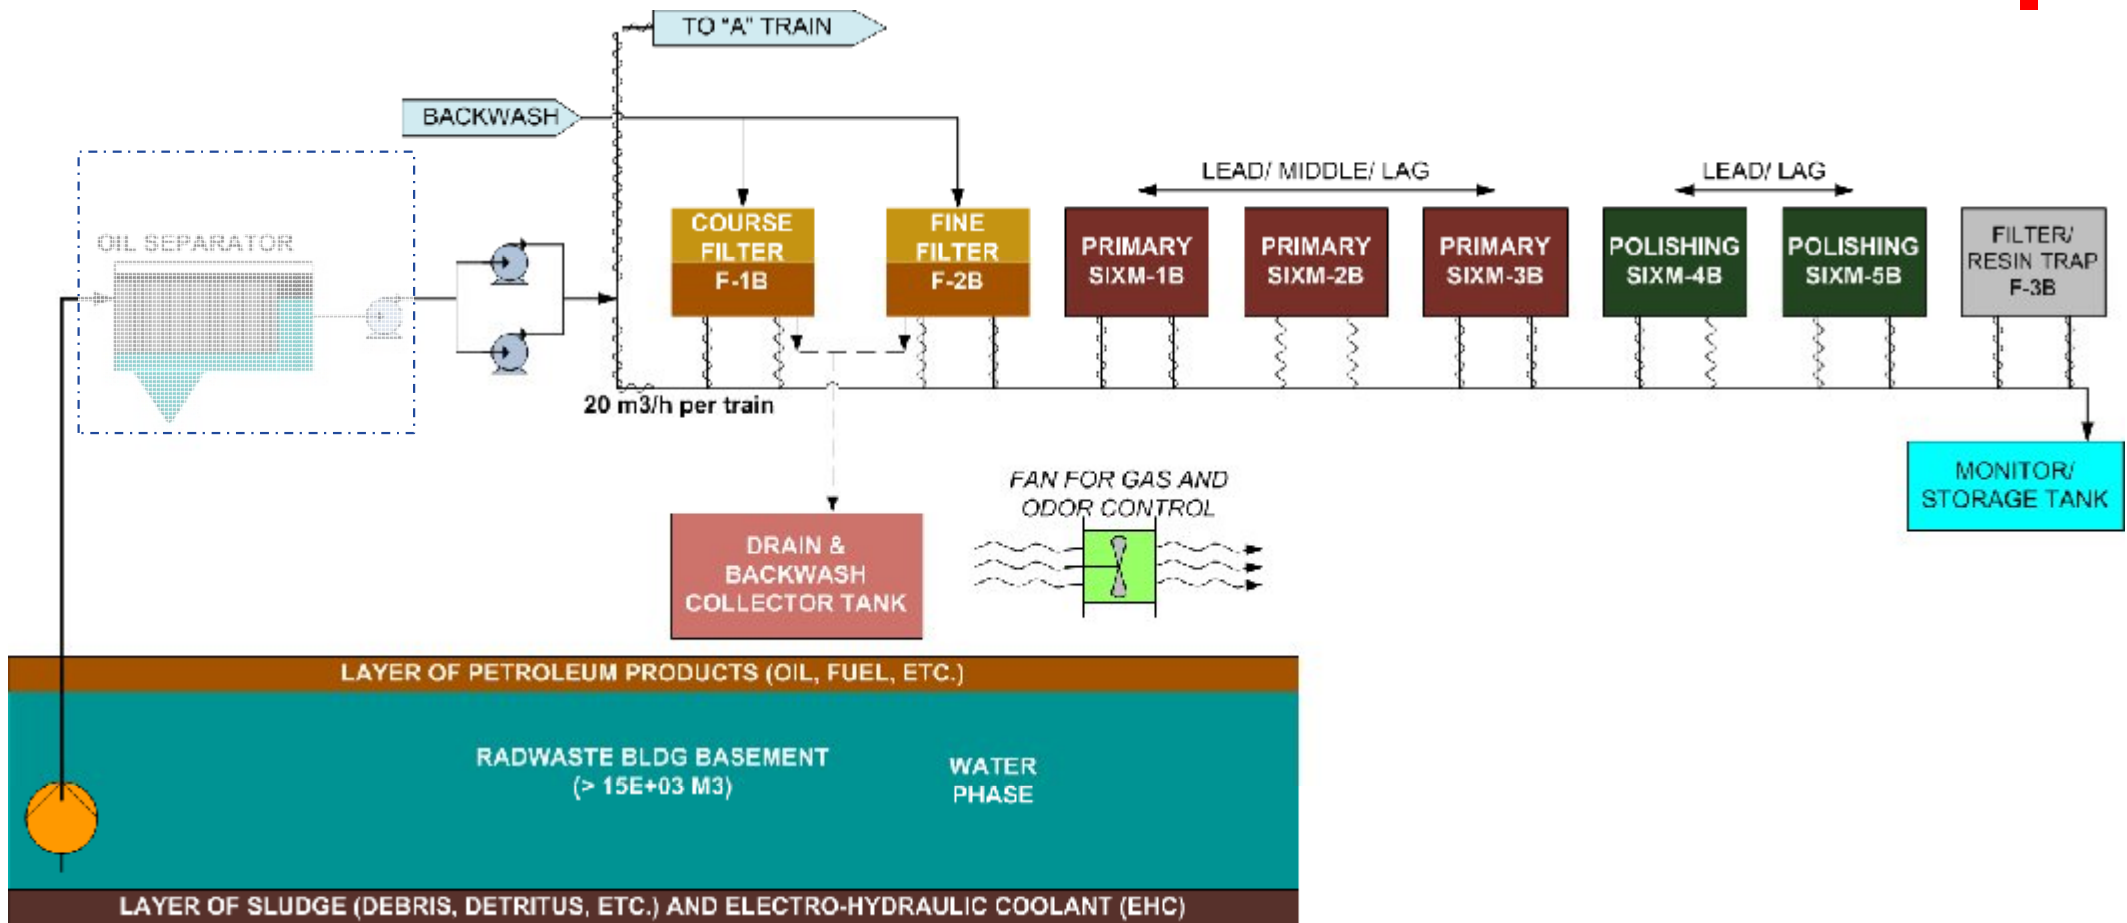 TO "A" TRAIN
BACKWASH
LEAD/ MIDDLE/ LAG
LEAD/ LAG
OIL SEPARATOR
COURSE
FILTER
F-1B
FINE
FILTER
F-2B
PRIMARY
SIXM-1B
PRIMARY
SIXM-2B
PRIMARY
SIXM-3B
POLISHING
SIXM-4B
POLISHING
SIXM-5B
FILTER/
RESIN TRAP
F-3B
20 m3/h per train
MONITOR/
STORAGE TANK
FAN FOR GAS AND
ODOR CONTROL
DRAIN &
BACKWASH
COLLECTOR TANK
LAYER OF PETROLEUM PRODUCTS (OIL, FUEL, ETC.)
RADWASTE BLDG BASEMENT
(> 15E+03 M3)
WATER
PHASE
LAYER OF SLUDGE (DEBRIS, DETRITUS, ETC.) AND ELECTRO-HYDRAULIC COOLANT (EHC)